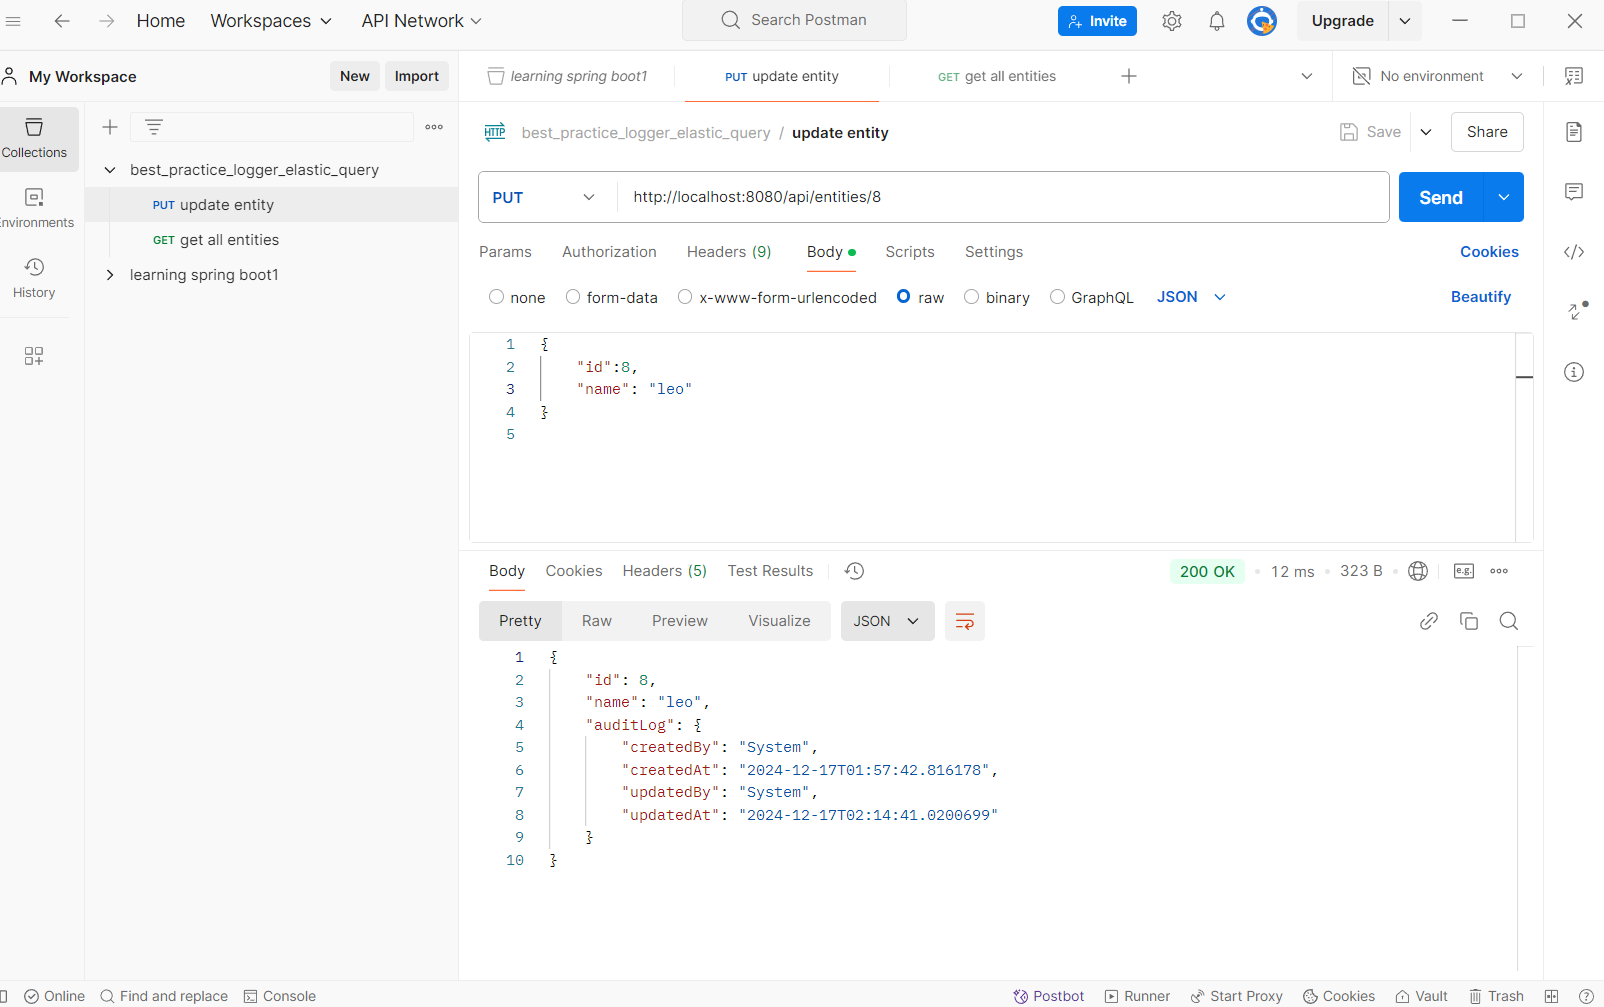 Home Workspaces API Network Search Postman Invite Upgrade
My Workspace New Import learning spring boot1 PUT update entity GET get all entities No environment
Collections
best_practice_logger_elastic_query / update entity Save Share
best_practice_logger_elastic_query
PUT update entity
GET get all entities
learning spring boot1
nvironments
History
PUT http://localhost:8080/api/entities/8 Send
Params Authorization Headers (9) Body Scripts Settings Cookies
none form-data x-www-form-urlencoded raw binary GraphQL JSON Beautify
1 {
2 "id":8,
3 "name": "leo"
4 }
5
Body Cookies Headers (5) Test Results 200 OK 12 ms 323 B e.g.
Pretty Raw Preview Visualize JSON
1 {
2 "id": 8,
3 "name": "leo",
4 "auditLog": {
5 "createdBy": "System",
6 "createdAt": "2024-12-17T01:57:42.816178",
7 "updatedBy": "System",
8 "updatedAt": "2024-12-17T02:14:41.0200699"
9 }
10 }
Online Find and replace Console Postbot Runner Start Proxy Cookies Vault Trash